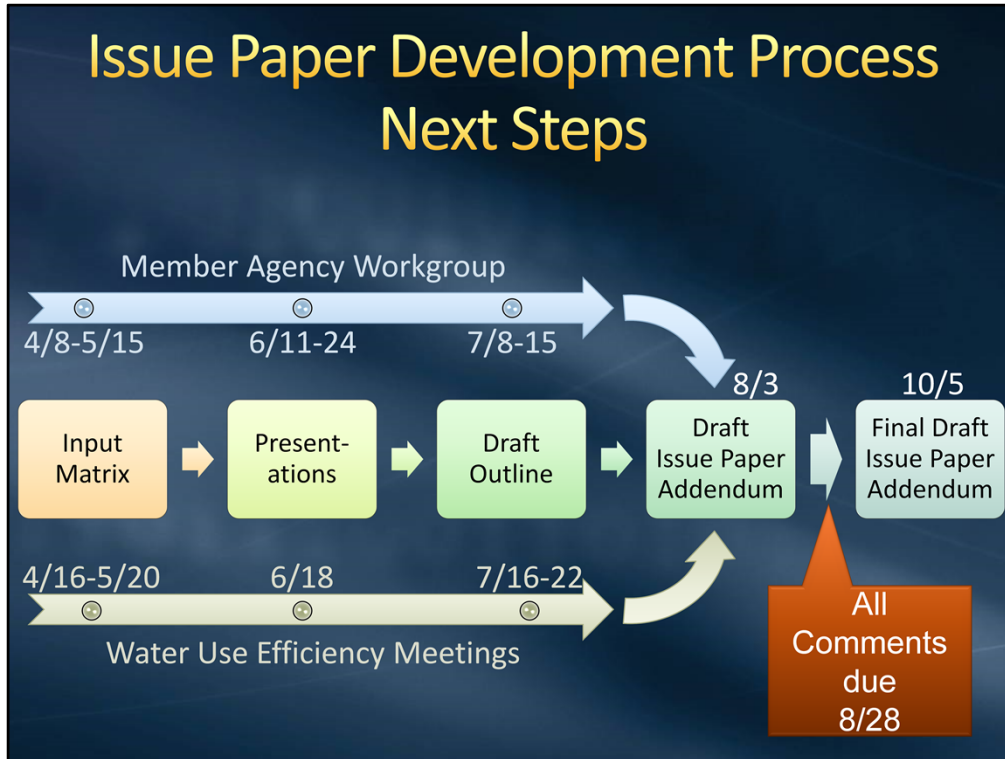 Issue Paper Development Process
Next Steps
Member Agency Workgroup
4/8-5/15
6/11-24
7/8-15
8/3
10/5
Input
Matrix
Present-
ations
Draft
Outline
Draft
Issue Paper
Addendum
Final Draft
Issue Paper
Addendum
4/16-5/20
6/18
7/16-22
Water Use Efficiency Meetings
All
Comments
due
8/28